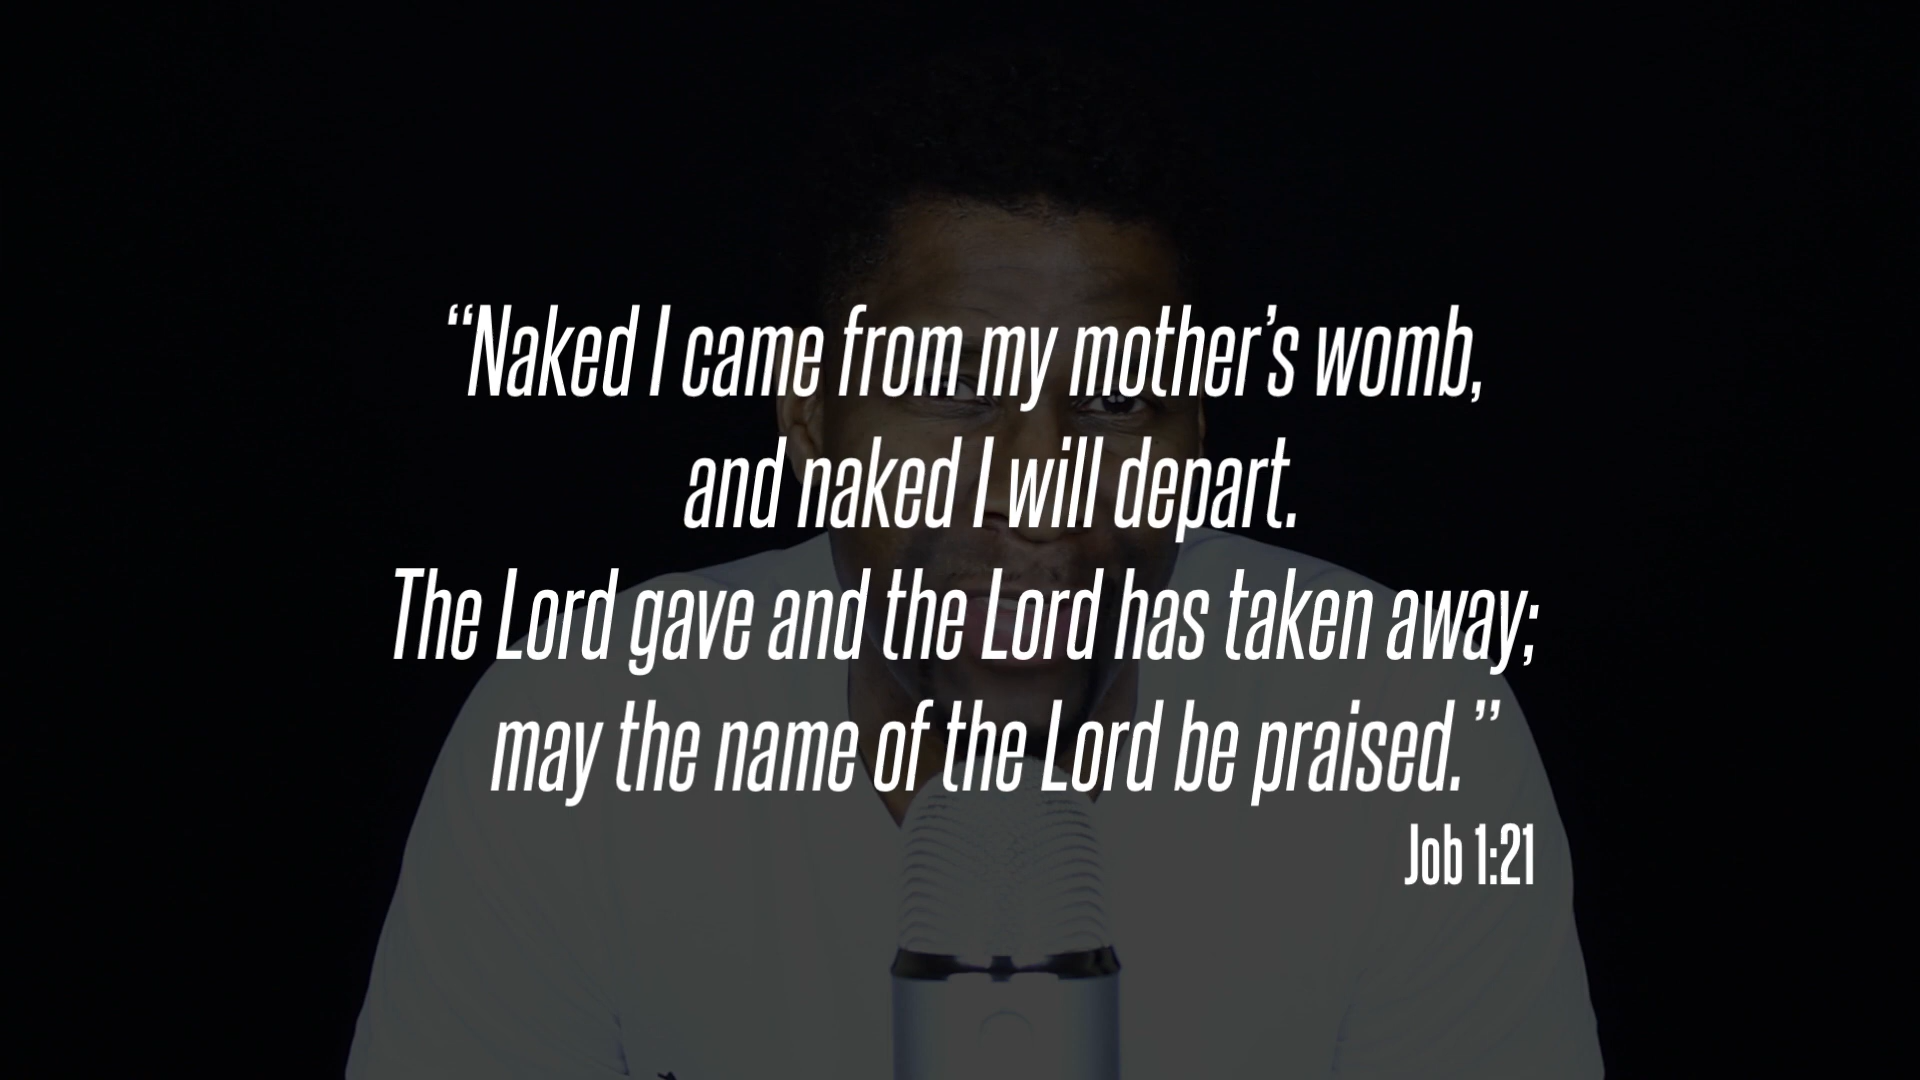 “Naked I came from my mother’s womb,
and naked I will depart.
The Lord gave and the Lord has taken away;
may the name of the Lord be praised.”
Job 1:21